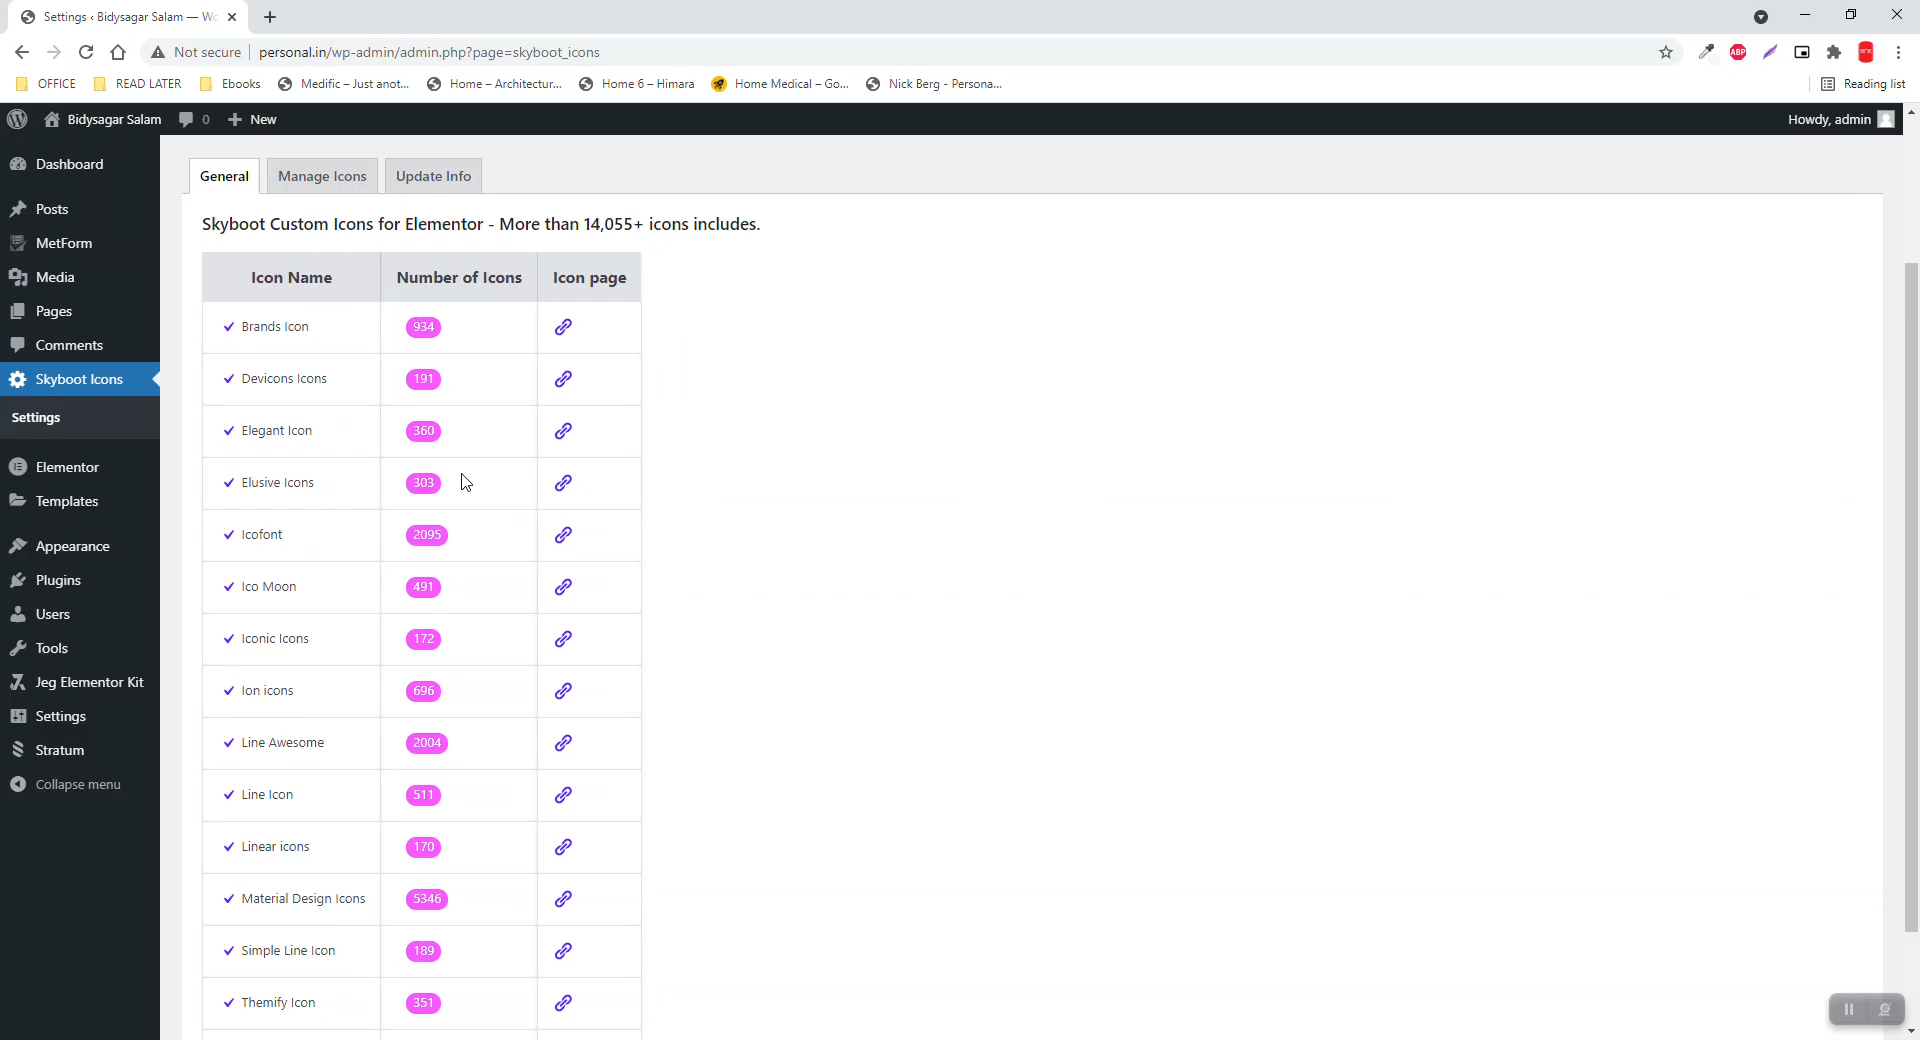 Settings ‹ Bidysagar Salam — Wo
Not secure
personal.in/wp-admin/admin.php?page=skyboot_icons
ABP
OFFICE
READ LATER
Ebooks
Medific – Just anot...
Home – Architectur...
Home 6 – Himara
Home Medical – Go...
Nick Berg - Persona...
Reading list
Bidysagar Salam
0
New
Howdy, admin
Dashboard
Posts
MetForm
Media
Pages
Comments
Skyboot Icons
Settings
Elementor
Templates
Appearance
Plugins
Users
Tools
Jeg Elementor Kit
Settings
Stratum
Collapse menu
General
Manage Icons
Update Info
Skyboot Custom Icons for Elementor - More than 14,055+ icons includes.
Icon Name Number of Icons Icon page
Brands Icon 934
Devicons Icons 191
Elegant Icon 360
Elusive Icons 303
Icofont 2095
Ico Moon 491
Iconic Icons 172
Ion icons 696
Line Awesome 2004
Line Icon 511
Linear icons 170
Material Design Icons 5346
Simple Line Icon 189
Themify Icon 351